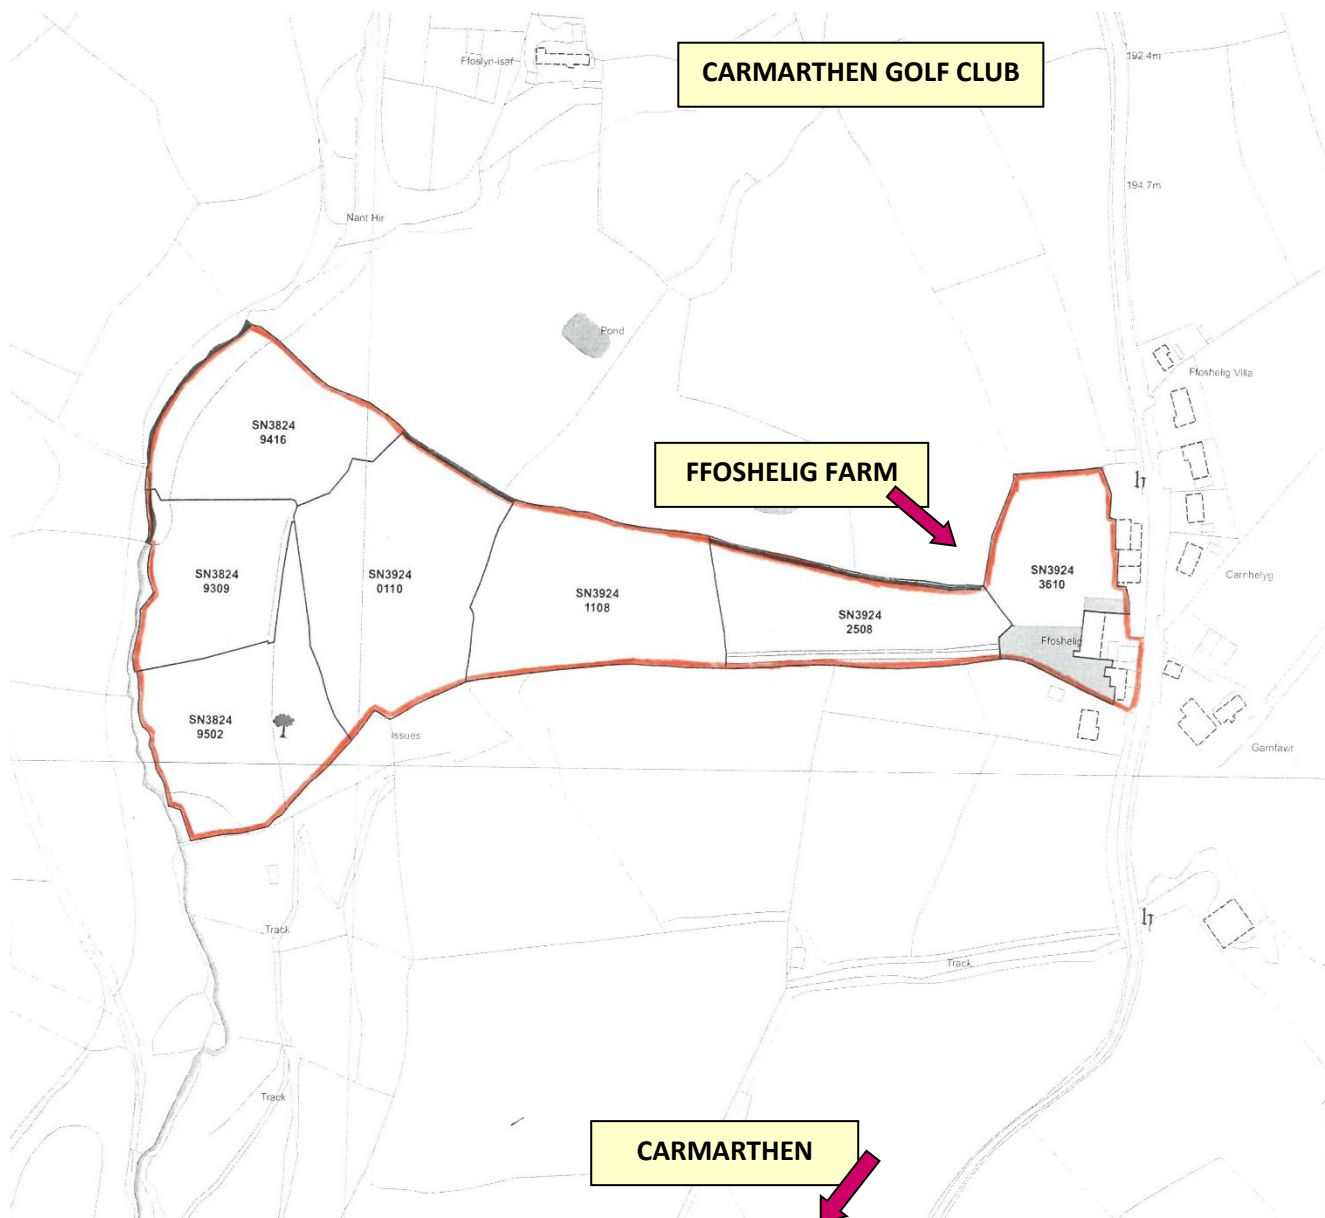 CARMARTHEN GOLF CLUB
192.4m
Ffoslyn-isaf
194.7m
Nant Hir
Pond
Ffoshelig Villa
SN3824
9416
FFOSHELIG FARM
h
SN3824
9309
SN3924
0110
SN3924
1108
SN3924
2508
SN3924
3610
Carnhelyg
Ffoshelig
SN3824
9502
Issues
Garnfawr
h
Track
Track
Track
CARMARTHEN